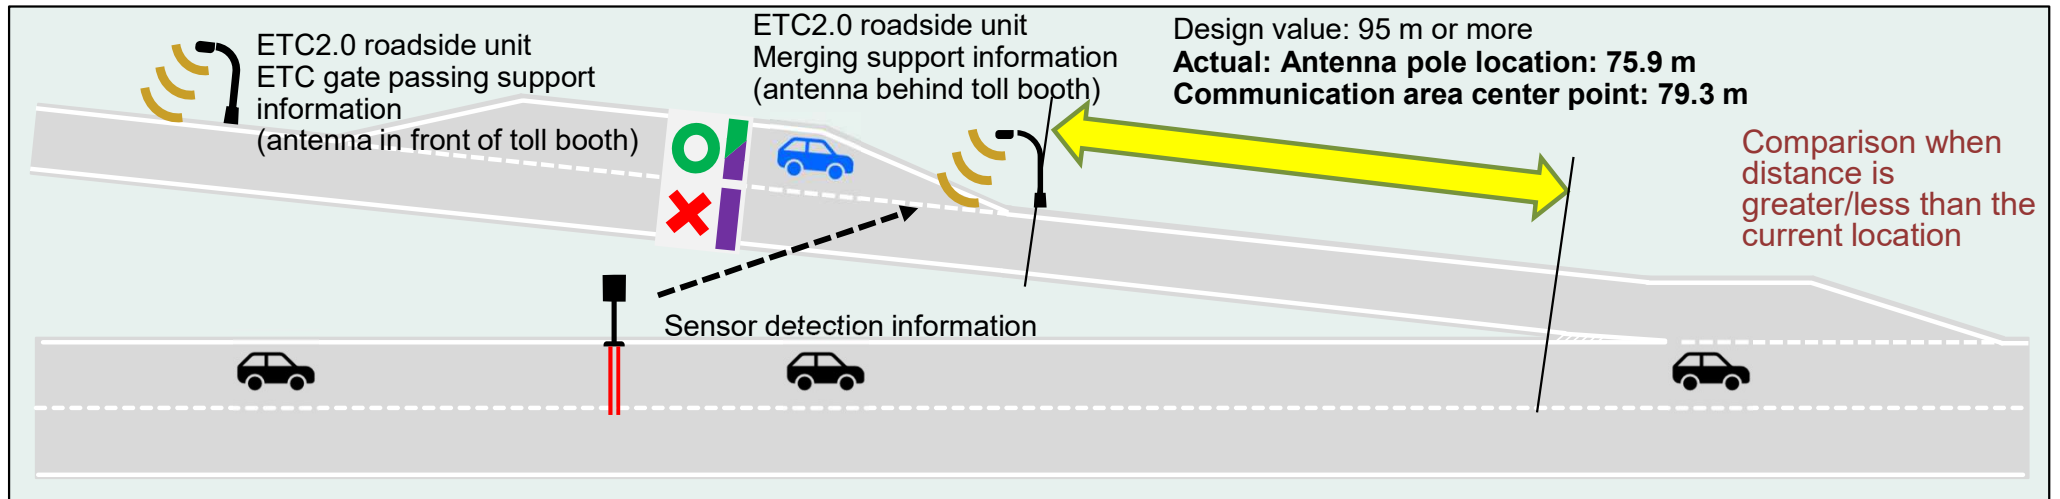 ETC2.0 roadside unit
ETC gate passing support
information
(antenna in front of toll booth)
ETC2.0 roadside unit
Merging support information
(antenna behind toll booth)
Design value: 95 m or more
Actual: Antenna pole location: 75.9 m
Communication area center point: 79.3 m
Comparison when
distance is
greater/less than the
current location
Sensor detection information